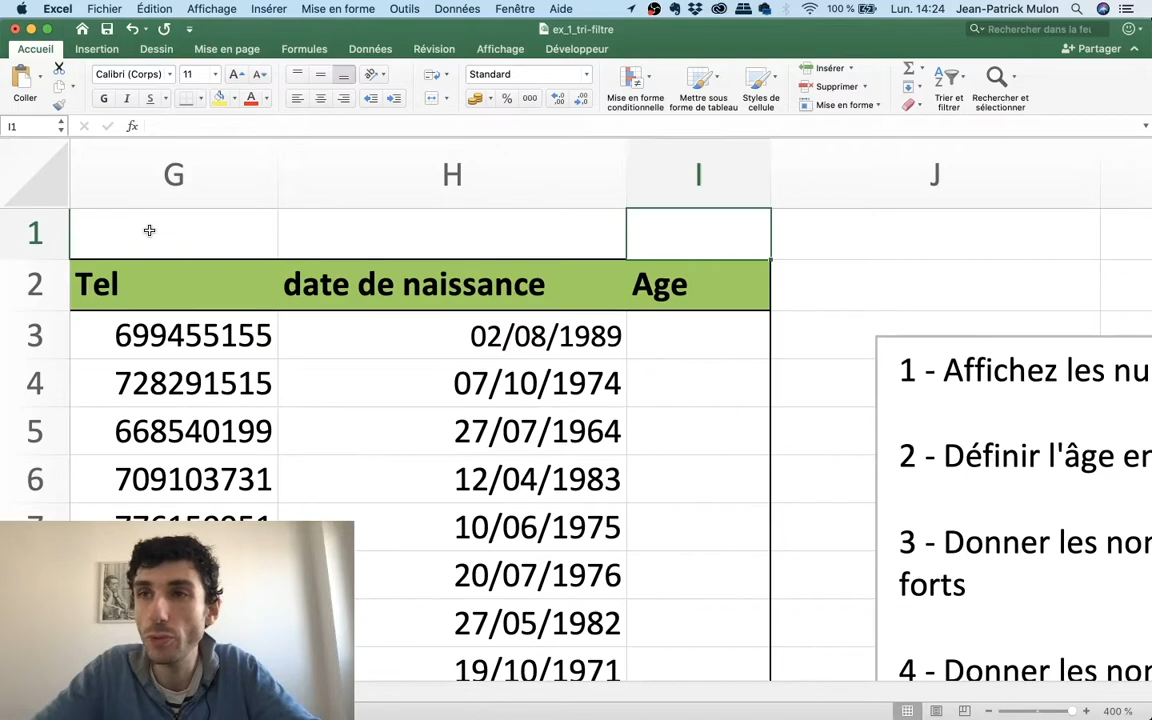 Excel Fichier Édition Affichage Insérer Mise en forme Outils Données Fenêtre Aide 100 % Lun. 14:24 Jean-Patrick Mulon
ex_1_tri-filtre
Rechercher dans la feu
Accueil Insertion Dessin Mise en page Formules Données Révision Affichage Développeur Partager
Coller
Calibri (Corps) 11 A A
G I S A
Standard
% 000
Mise en forme conditionnelle
Mettre sous forme de tableau
Styles de cellule
Insérer
Supprimer
Mise en forme
Trier et filtrer
Rechercher et sélectionner
I1 fx
G H I J
1
2 Tel date de naissance Age
3 699455155 02/08/1989
4 728291515 07/10/1974
5 668540199 27/07/1964
6 709103731 12/04/1983
10/06/1975
20/07/1976
27/05/1982
19/10/1971
1 - Affichez les nu
2 - Définir l'âge en
3 - Donner les nor
forts
4 - Donner les nor
400 %